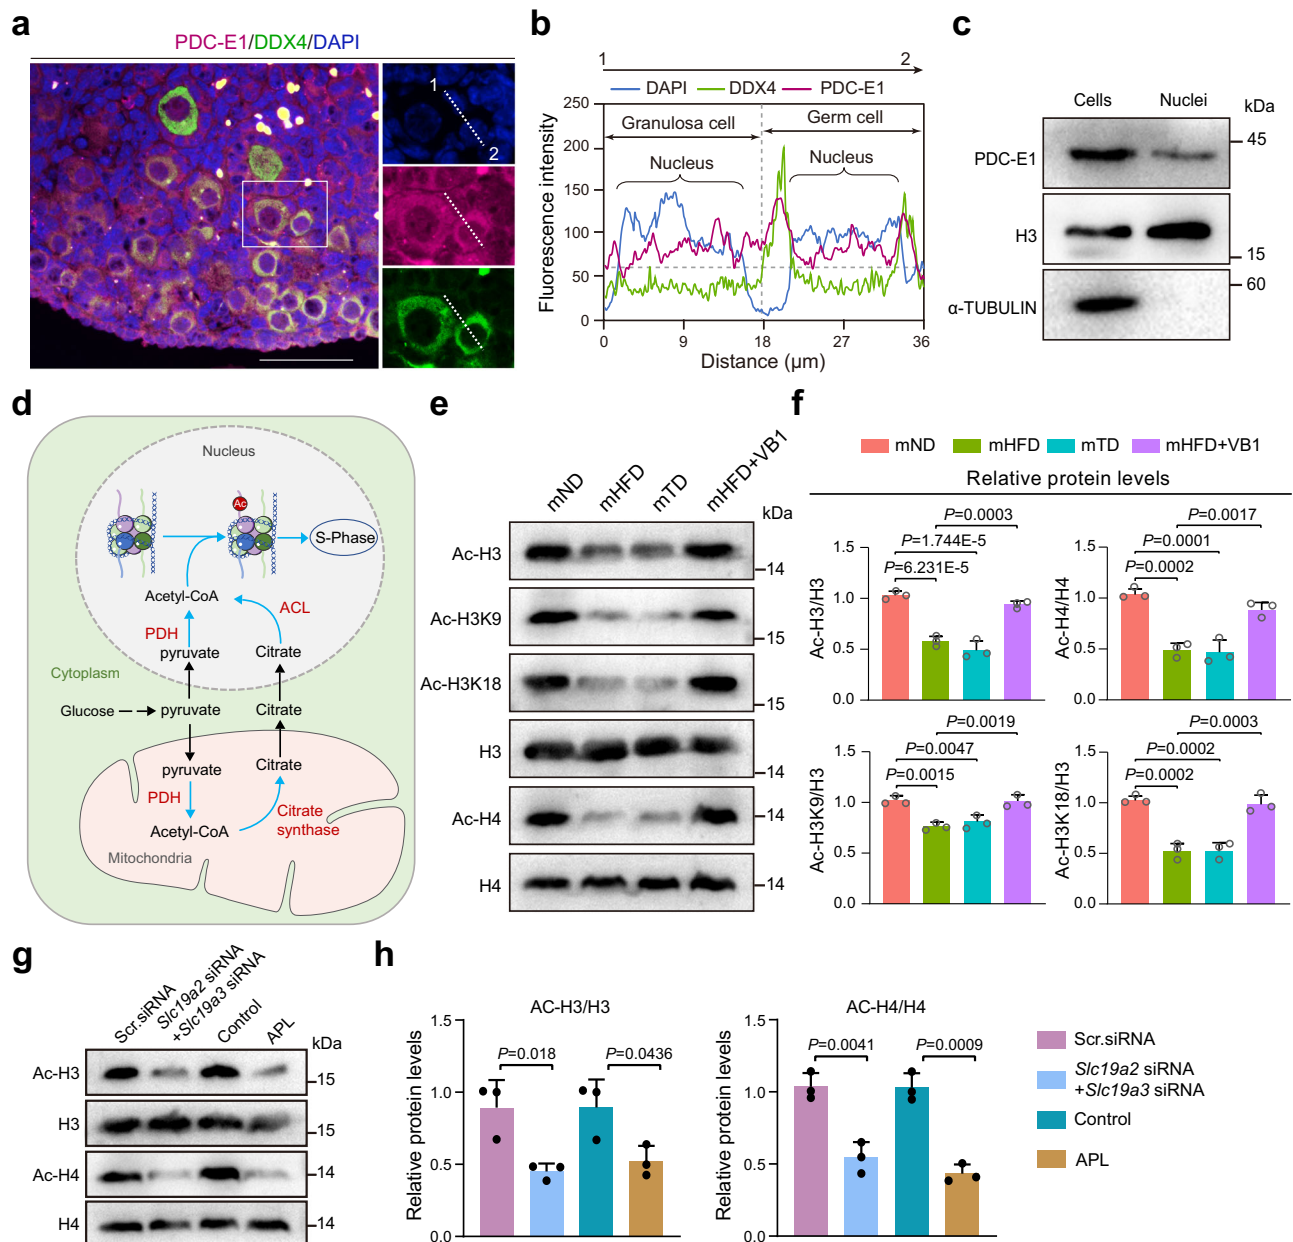 a
PDC-E1/DDX4/DAPI
1
2
b
1 2
DAPI DDX4 PDC-E1
Fluorescence intensity
250
200
150
100
50
0
Granulosa cell
Germ cell
Nucleus
Nucleus
0 9 18 27 36
Distance (μm)
c
Cells Nuclei kDa
PDC-E1 45
H3
15
60
α-TUBULIN
d
Nucleus
Ac
S-Phase
Acetyl-CoA
ACL
PDH
pyruvate
Citrate
Cytoplasm
Glucose
pyruvate
Citrate
pyruvate
Citrate
PDH
Citrate
synthase
Acetyl-CoA
Mitochondria
e
mND mHFD mTD mHFD+VB1
kDa
Ac-H3
14
Ac-H3K9
15
Ac-H3K18
15
H3
14
Ac-H4
14
H4
14
f
mND mHFD mTD mHFD+VB1
Relative protein levels
Ac-H3/H3
1.5
1.0
0.5
0.0
P=0.0003
P=1.744E-5
P=6.231E-5
Ac-H4/H4
1.5
1.0
0.5
0.0
P=0.0017
P=0.0001
P=0.0002
Ac-H3K9/H3
1.5
1.0
0.5
0.0
P=0.0019
P=0.0047
P=0.0015
Ac-H3K18/H3
1.5
1.0
0.5
0.0
P=0.0003
P=0.0002
P=0.0002
g
Scr.siRNA
Slc19a2 siRNA
+Slc19a3 siRNA
Control
APL
kDa
Ac-H3
15
H3
15
Ac-H4
14
H4
14
h
AC-H3/H3
Relative protein levels
1.5
1.0
0.5
0.0
P=0.018
P=0.0436
AC-H4/H4
Relative protein levels
1.5
1.0
0.5
0.0
P=0.0041
P=0.0009
Scr.siRNA
Slc19a2 siRNA
+Slc19a3 siRNA
Control
APL